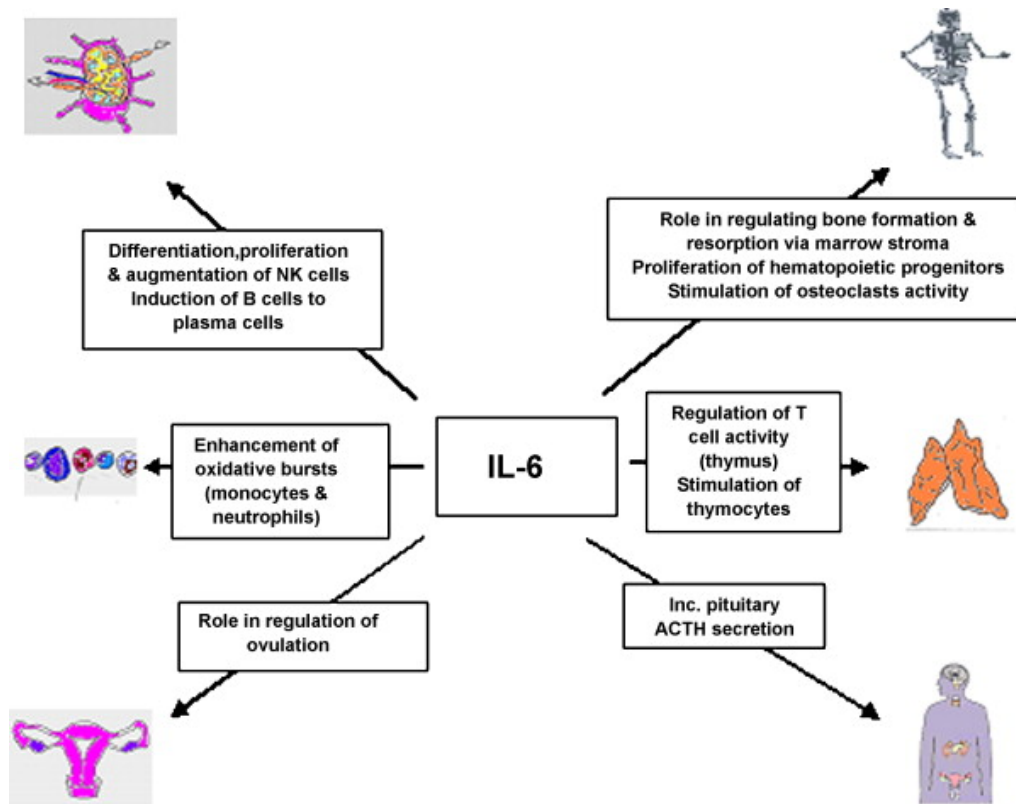 Differentiation,proliferation
& augmentation of NK cells
Induction of B cells to
plasma cells
Role in regulating bone formation &
resorption via marrow stroma
Proliferation of hematopoietic progenitors
Stimulation of osteoclasts activity
Enhancement of
oxidative bursts
(monocytes &
neutrophils)
IL-6
Regulation of T
cell activity
(thymus)
Stimulation of
thymocytes
Role in regulation of
ovulation
Inc. pituitary
ACTH secretion